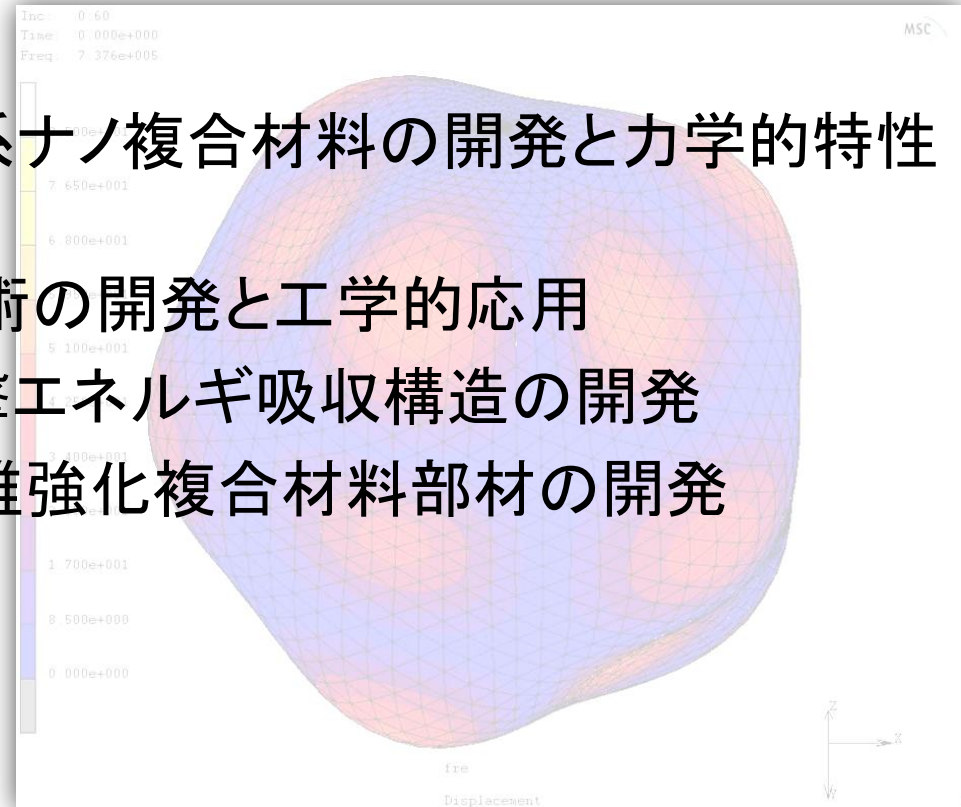 Inc: 0:60
Time: 0.000e+000
Freq: 7.376e+005
MSC
ナノ複合材料の開発と力学的特性
7.650e+001
6.800e+001
術の開発と工学的応用
5.100e+001
エネルギ吸収構造の開発
3.400e+001
強化複合材料部材の開発
1.700e+001
8.500e+000
0.000e+000
Z
X
Y
fre
Displacement